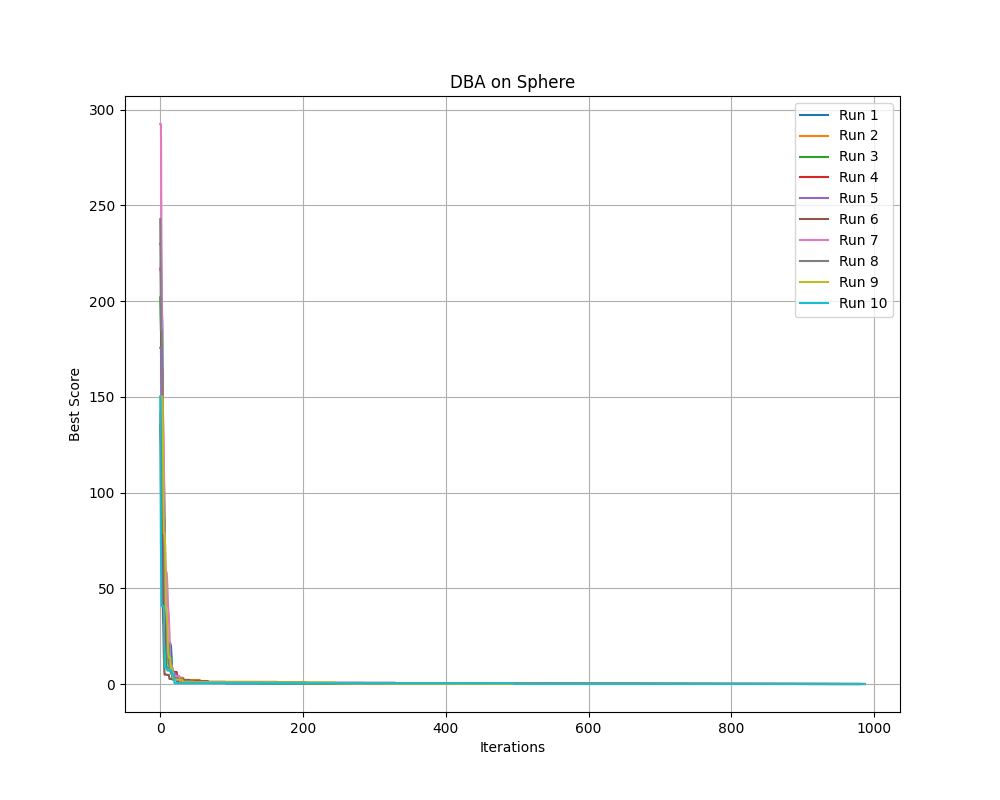 DBA on Sphere
300
250
200
150
100
50
0
Best Score
0 200 400 600 800 1000
Iterations
Run 1
Run 2
Run 3
Run 4
Run 5
Run 6
Run 7
Run 8
Run 9
Run 10